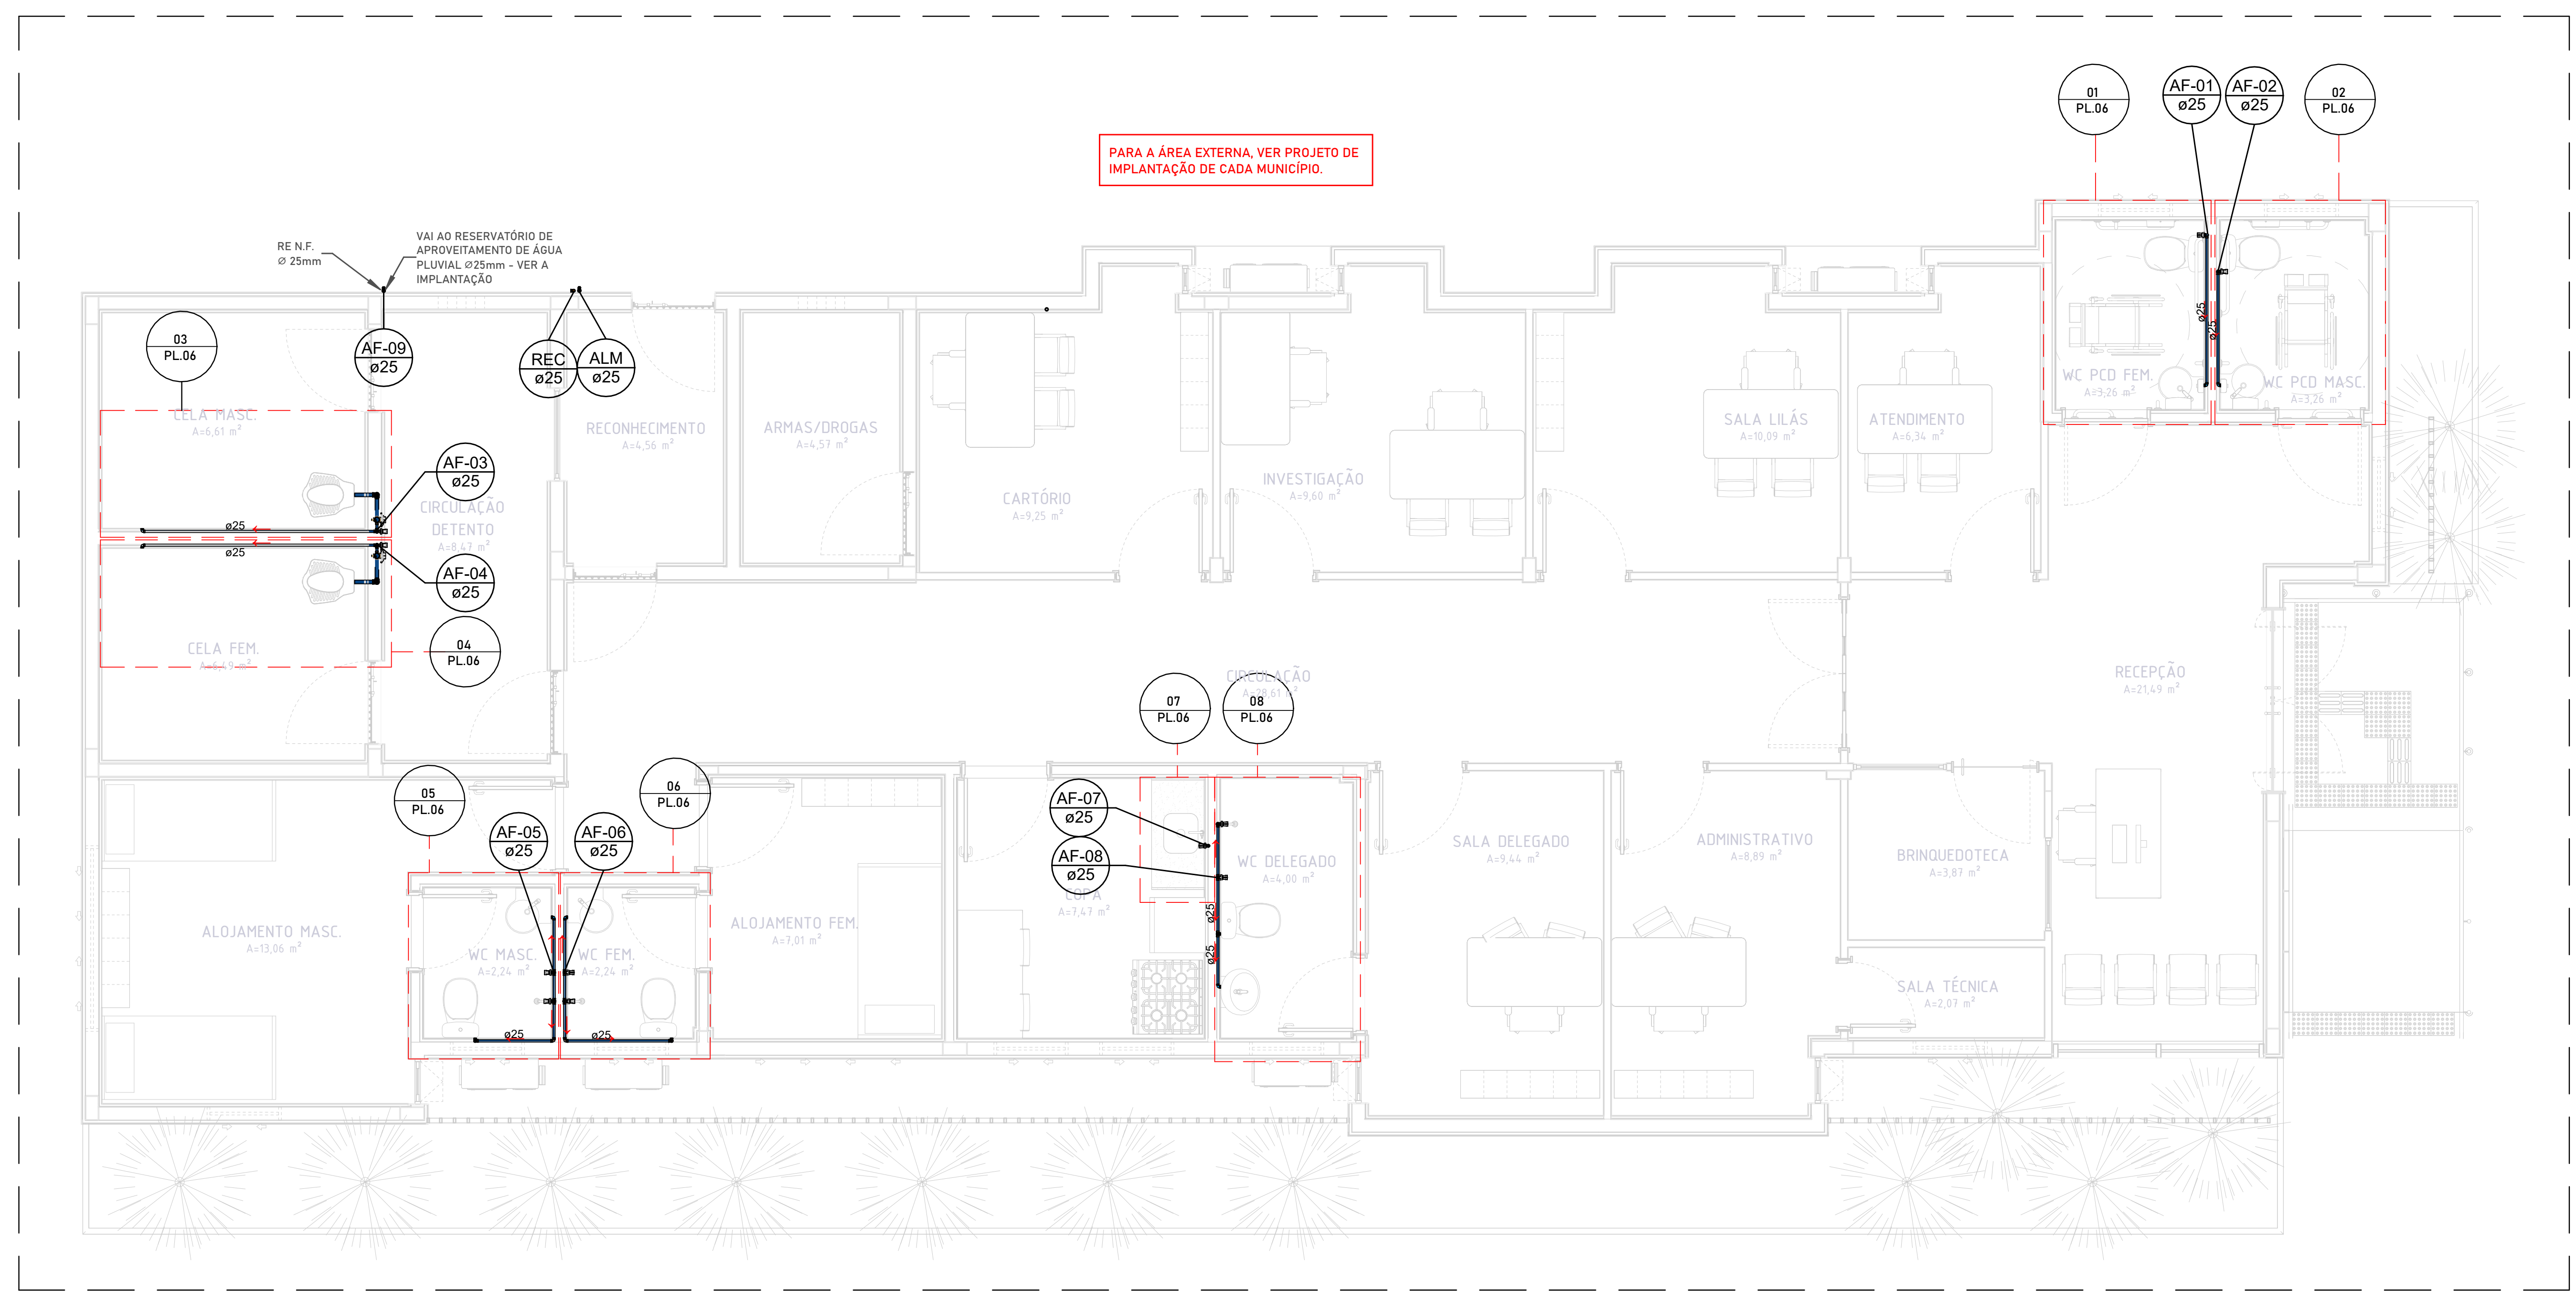 01
PL.06
AF-01
ø25
AF-02
ø25
02
PL.06
PARA A ÁREA EXTERNA, VER PROJETO DE
IMPLANTAÇÃO DE CADA MUNICÍPIO.
RE N.F.
Ø 25mm
VAI AO RESERVATÓRIO DE
APROVEITAMENTO DE ÁGUA
PLUVIAL Ø25mm - VER A
IMPLANTAÇÃO
03
PL.06
AF-09
ø25
REC
ø25
ALM
ø25
ø25
ø25
WC PCD FEM.
A=3,26 m²
WC PCD MASC.
A=3,26 m²
CELA MASC.
A=6,61 m²
RECONHECIMENTO
A=4,56 m²
ARMAS/DROGAS
A=4,57 m²
SALA LILÁS
A=10,09 m²
ATENDIMENTO
A=6,34 m²
AF-03
ø25
CARTÓRIO
A=9,25 m²
INVESTIGAÇÃO
A=9,60 m²
CIRCULAÇÃO
DETENTO
A=8,47 m²
ø25
ø25
AF-04
ø25
CELA FEM.
A=6,49 m²
04
PL.06
CIRCULAÇÃO
A=28,61 m²
RECEPÇÃO
A=21,49 m²
07
PL.06
08
PL.06
05
PL.06
06
PL.06
AF-05
ø25
AF-06
ø25
AF-07
ø25
AF-08
ø25
WC DELEGADO
A=4,00 m²
SALA DELEGADO
A=9,44 m²
ADMINISTRATIVO
A=8,89 m²
BRINQUEDOTECA
A=3,87 m²
COPA
A=7,47 m²
ø25
ø25
ALOJAMENTO MASC.
A=13,06 m²
WC MASC.
A=2,24 m²
WC FEM.
A=2,24 m²
ALOJAMENTO FEM.
A=7,01 m²
SALA TÉCNICA
A=2,07 m²
ø25
ø25